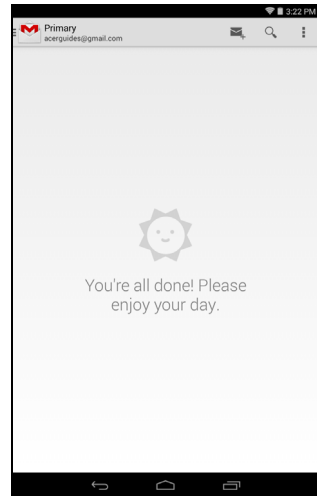 3:22 PM
Primary
acerguides@gmail.com
You're all done! Please
enjoy your day.